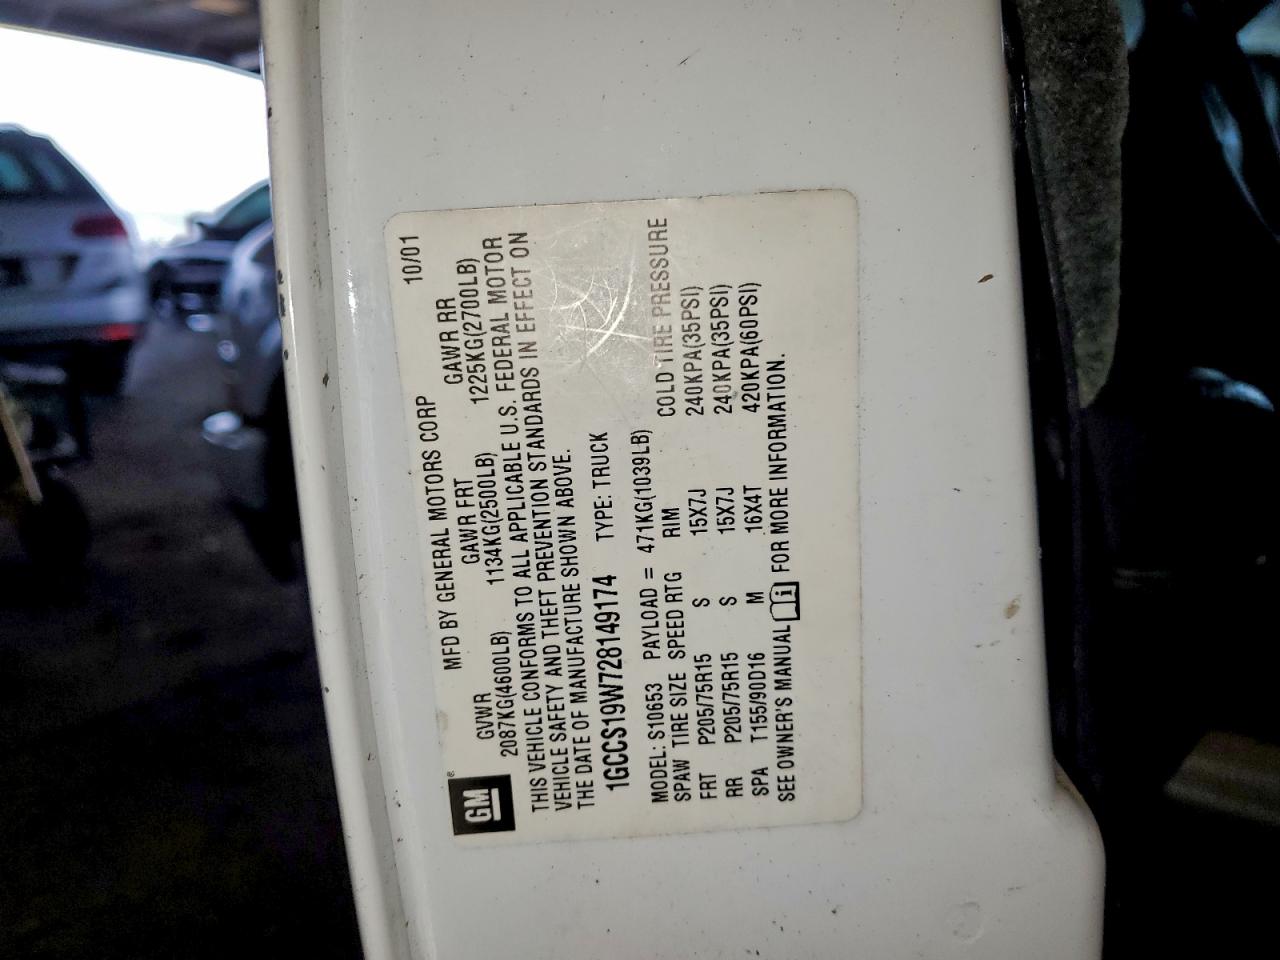 GM®
MFD BY GENERAL MOTORS CORP 10/01
GVWR GAWR FRT GAWR RR
2087KG(4600LB) 1134KG(2500LB) 1225KG(2700LB)
THIS VEHICLE CONFORMS TO ALL APPLICABLE U.S. FEDERAL MOTOR
VEHICLE SAFETY AND THEFT PREVENTION STANDARDS IN EFFECT ON
THE DATE OF MANUFACTURE SHOWN ABOVE.
1GCCS19W728149174 TYPE: TRUCK
MODEL: S10653 PAYLOAD = 471KG(1039LB)
SPAW TIRE SIZE SPEED RTG RIM COLD TIRE PRESSURE
FRT P205/75R15 S 15X7J 240KPA(35PSI)
RR P205/75R15 S 15X7J 240KPA(35PSI)
SPA T155/90D16 M 16X4T 420KPA(60PSI)
SEE OWNER'S MANUAL i FOR MORE INFORMATION.